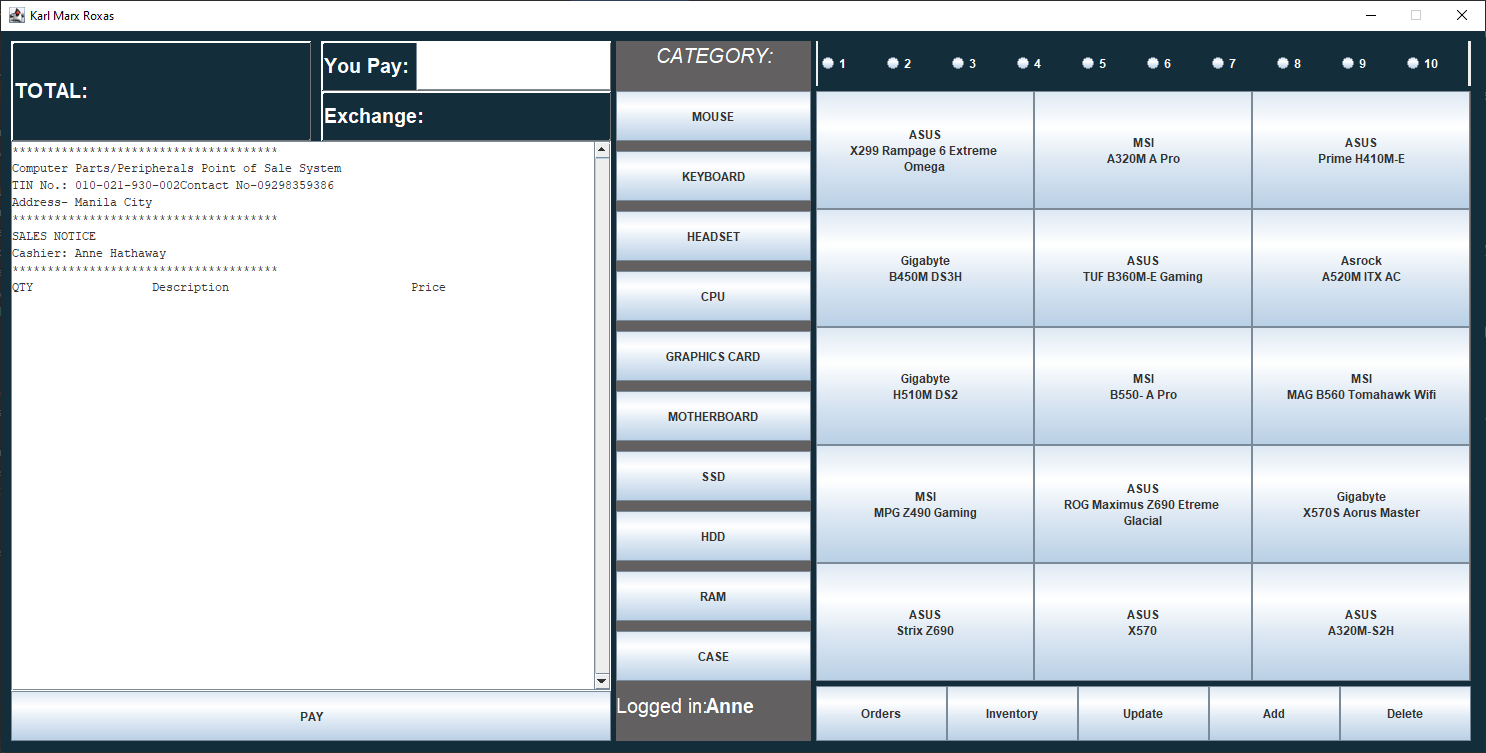 Karl Marx Roxas
TOTAL:
You Pay:
Exchange:
***************************************
Computer Parts/Peripherals Point of Sale System
TIN No.: 010-021-930-002Contact No-09298359386
Address- Manila City
***************************************
SALES NOTICE
Cashier: Anne Hathaway
***************************************
QTY Description Price
PAY
CATEGORY:
MOUSE
KEYBOARD
HEADSET
CPU
GRAPHICS CARD
MOTHERBOARD
SSD
HDD
RAM
CASE
Logged in:Anne
1 2 3 4 5 6 7 8 9 10
ASUS
X299 Rampage 6 Extreme
Omega
MSI
A320M A Pro
ASUS
Prime H410M-E
Gigabyte
B450M DS3H
ASUS
TUF B360M-E Gaming
Asrock
A520M ITX AC
Gigabyte
H510M DS2
MSI
B550- A Pro
MSI
MAG B560 Tomahawk Wifi
MSI
MPG Z490 Gaming
ASUS
ROG Maximus Z690 Etreme
Glacial
Gigabyte
X570S Aorus Master
ASUS
Strix Z690
ASUS
X570
ASUS
A320M-S2H
Orders Inventory Update Add Delete